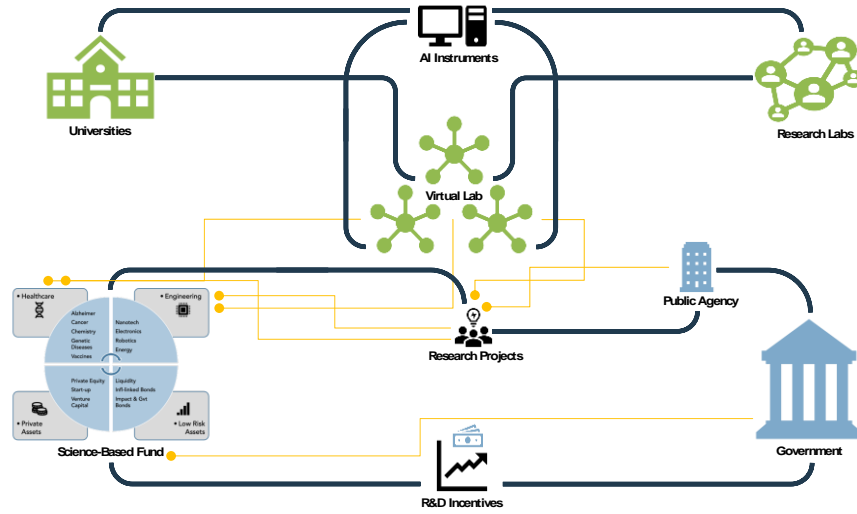 AI Instruments
Universities
Research Labs
Virtual Lab
Public Agency
• Healthcare
• Engineering
Alzheimer
Cancer
Chemistry
Genetic
Diseases
Vaccines
Nanotech
Electronics
Robotics
Energy
Research Projects
Private Equity
Start-up
Venture
Capital
Liquidity
Infl-linked Bonds
Impact & Gvt
Bonds
• Private
Assets
• Low Risk
Assets
Science-Based Fund
Government
R&D Incentives